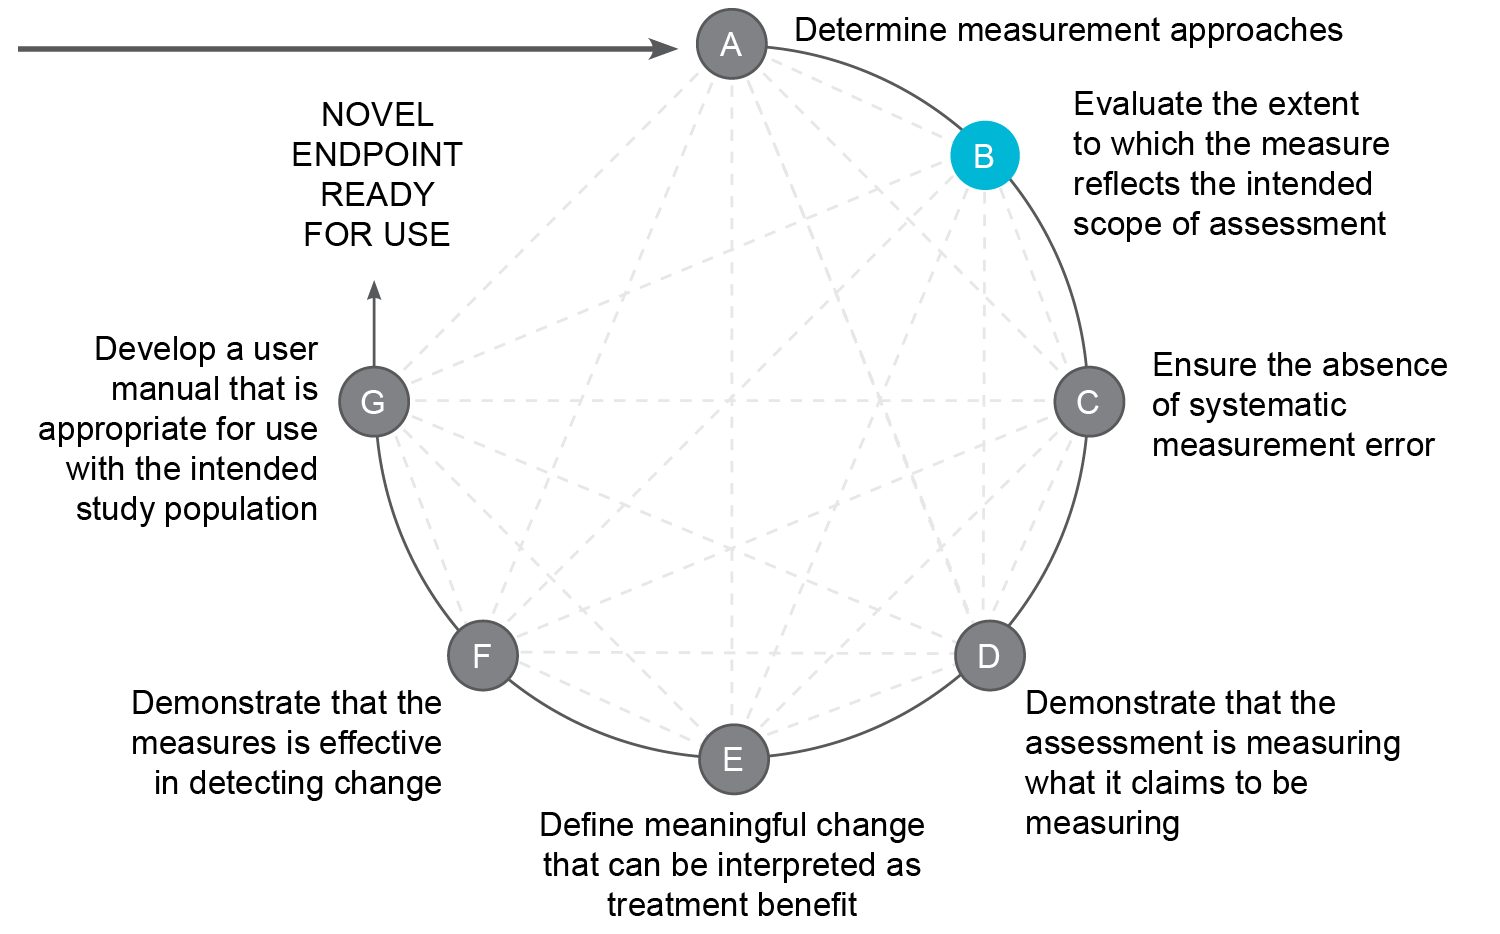 A
Determine measurement approaches
B
Evaluate the extent
to which the measure
reflects the intended
scope of assessment
C
Ensure the absence
of systematic
measurement error
D
Demonstrate that the
assessment is measuring
what it claims to be
measuring
E
Define meaningful change
that can be interpreted as
treatment benefit
F
Demonstrate that the
measures is effective
in detecting change
G
Develop a user
manual that is
appropriate for use
with the intended
study population
NOVEL
ENDPOINT
READY
FOR USE